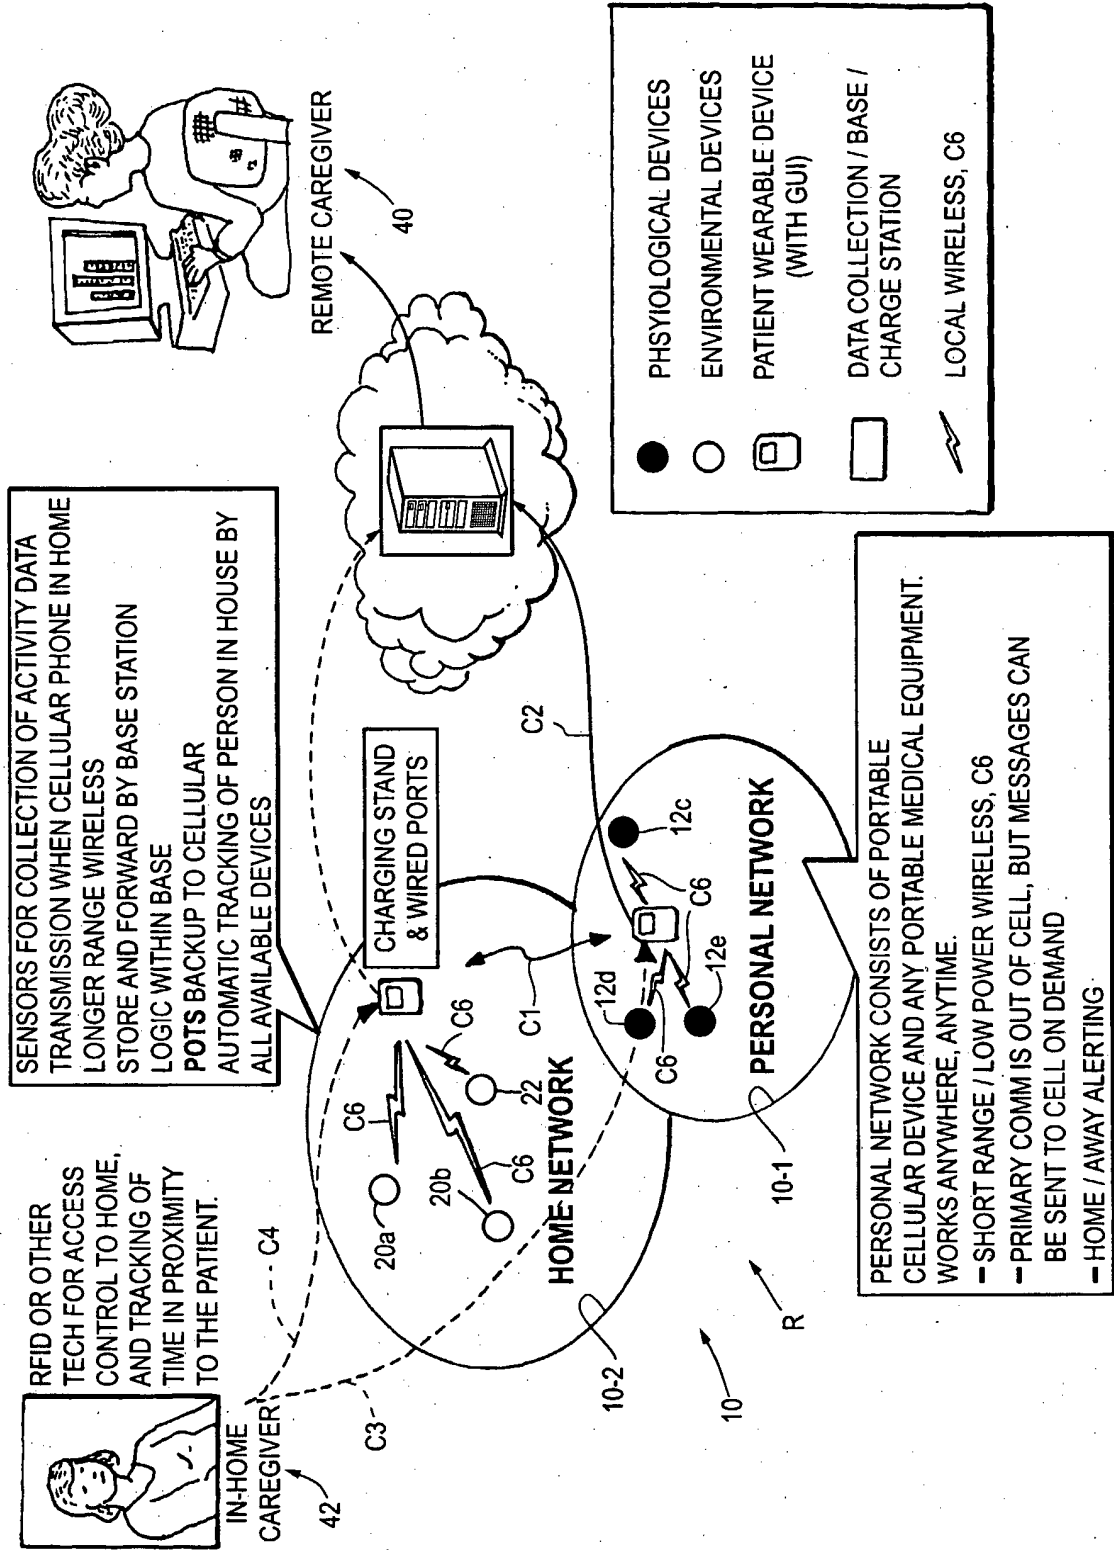 RFID OR OTHER
TECH FOR ACCESS
CONTROL TO HOME,
AND TRACKING OF
TIME IN PROXIMITY
TO THE PATIENT.
IN-HOME
CAREGIVER
42
C4
C3
SENSORS FOR COLLECTION OF ACTIVITY DATA
TRANSMISSION WHEN CELLULAR PHONE IN HOME
LONGER RANGE WIRELESS
STORE AND FORWARD BY BASE STATION
LOGIC WITHIN BASE
POTS BACKUP TO CELLULAR
AUTOMATIC TRACKING OF PERSON IN HOUSE BY
ALL AVAILABLE DEVICES
REMOTE CAREGIVER
40
CHARGING STAND
& WIRED PORTS
C6
C6
C6
20a
20b
22
HOME NETWORK
10-2
C1
C2
12c
12d
12e
C6
C6
PERSONAL NETWORK
10-1
R
10
PERSONAL NETWORK CONSISTS OF PORTABLE
CELLULAR DEVICE AND ANY PORTABLE MEDICAL EQUIPMENT.
WORKS ANYWHERE, ANYTIME.
– SHORT RANGE / LOW POWER WIRELESS, C6
– PRIMARY COMM IS OUT OF CELL, BUT MESSAGES CAN
BE SENT TO CELL ON DEMAND
– HOME / AWAY ALERTING
PHSYIOLOGICAL DEVICES
ENVIRONMENTAL DEVICES
PATIENT WEARABLE DEVICE
(WITH GUI)
DATA COLLECTION / BASE /
CHARGE STATION
LOCAL WIRELESS, C6